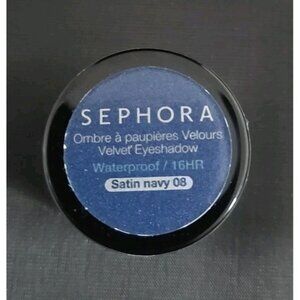 SEPHORA
Ombre à paupières Velours
Velvet Eyeshadow
Waterproof / 16HR
Satin navy 08